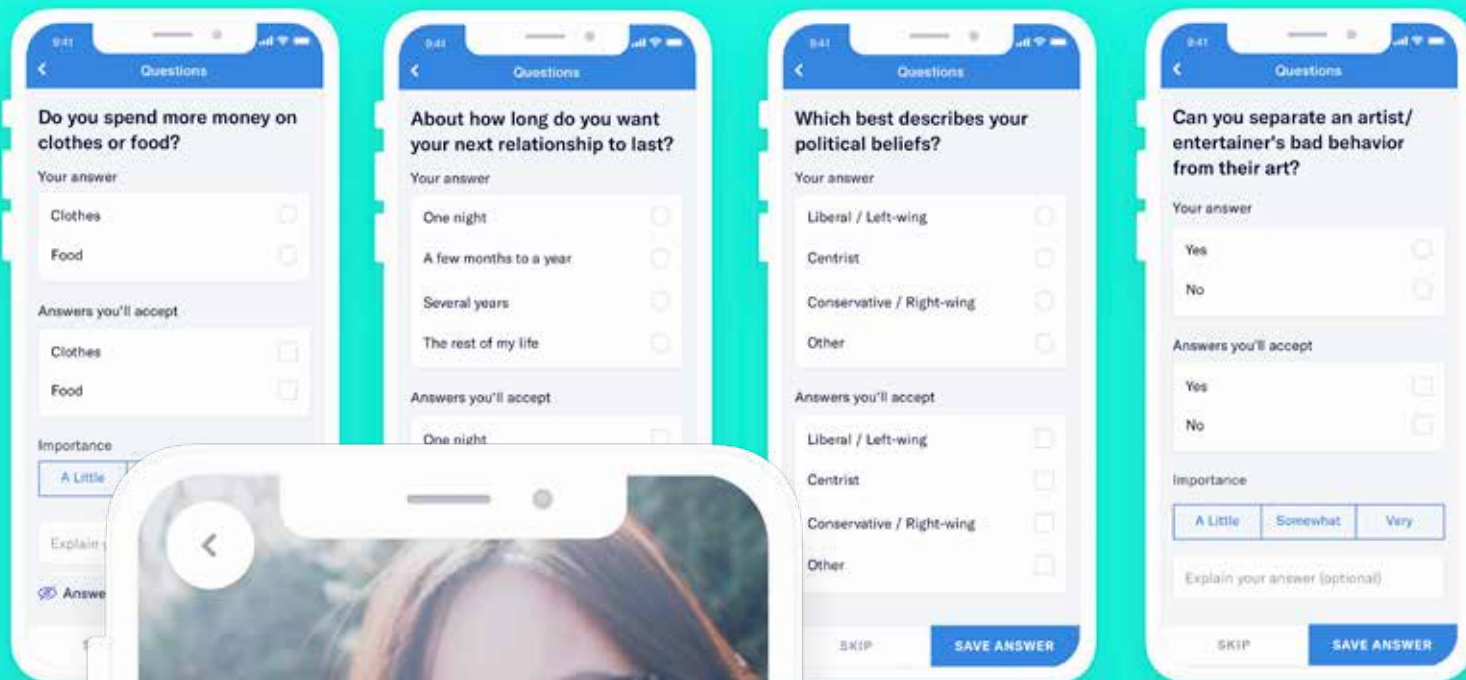 9:41
Questions
Do you spend more money on
clothes or food?
Your answer
Clothes
Food
Answers you'll accept
Clothes
Food
Importance
A Little
Explain
Answe
9:41
Questions
About how long do you want
your next relationship to last?
Your answer
One night
A few months to a year
Several years
The rest of my life
Answers you'll accept
One night
9:41
Questions
Which best describes your
political beliefs?
Your answer
Liberal / Left-wing
Centrist
Conservative / Right-wing
Other
Answers you'll accept
Liberal / Left-wing
Centrist
Conservative / Right-wing
Other
SKIP SAVE ANSWER
9:41
Questions
Can you separate an artist/
entertainer's bad behavior
from their art?
Your answer
Yes
No
Answers you'll accept
Yes
No
Importance
A Little Somewhat Very
Explain your answer (optional)
SKIP SAVE ANSWER